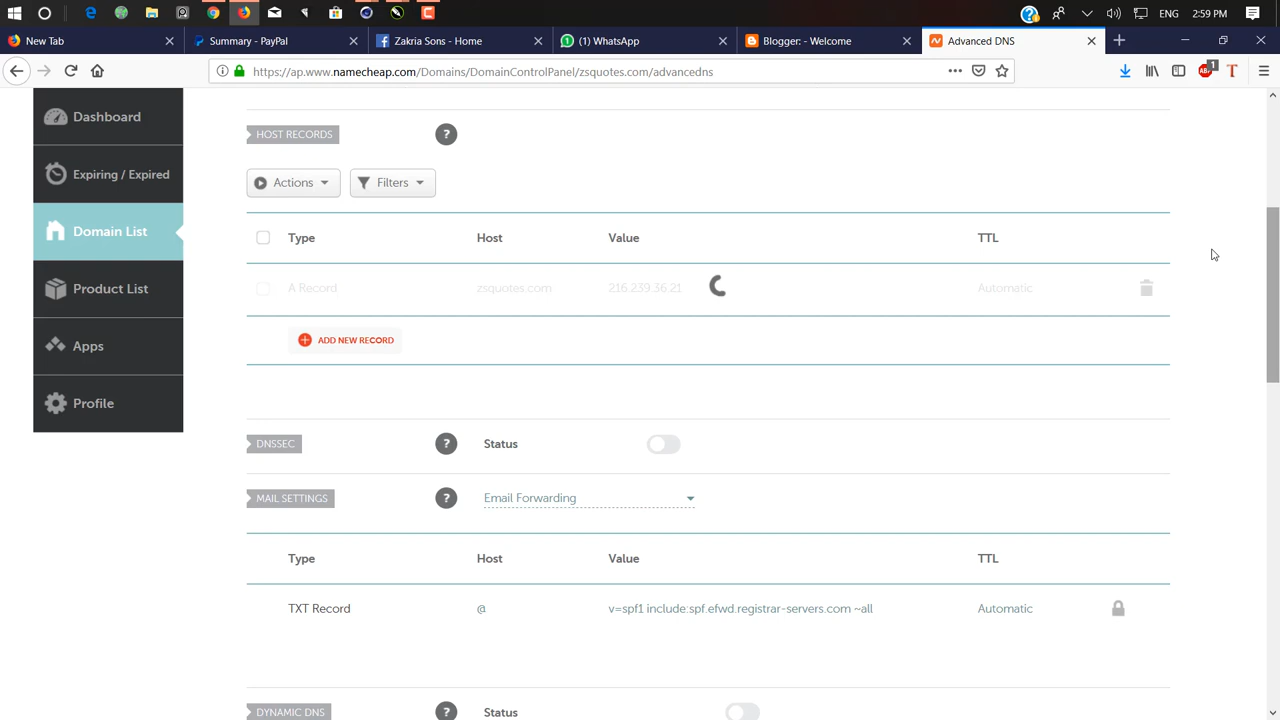 ENG 2:59 PM
New Tab
Summary - PayPal
Zakria Sons - Home
(1) WhatsApp
Blogger: - Welcome
Advanced DNS
https://ap.www.namecheap.com/Domains/DomainControlPanel/zsquotes.com/advancedns
ABP
1
T
Dashboard
Expiring / Expired
Domain List
Product List
Apps
Profile
HOST RECORDS ?
Actions Filters
Type Host Value TTL
A Record zsquotes.com 216.239.36.21 Automatic
ADD NEW RECORD
DNSSEC ? Status
MAIL SETTINGS ? Email Forwarding
Type Host Value TTL
TXT Record @ v=spf1 include:spf.efwd.registrar-servers.com ~all Automatic
DYNAMIC DNS ? Status